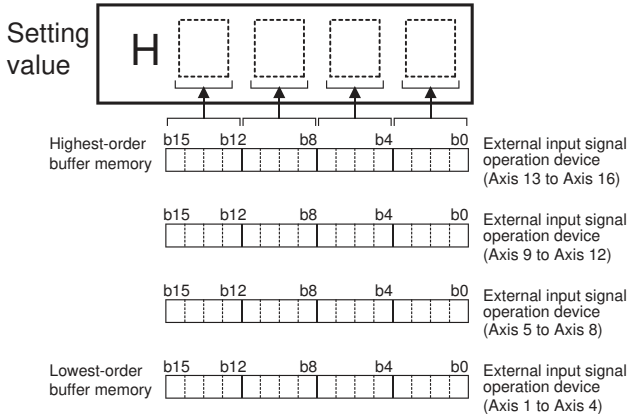 Setting value H
Highest-order buffer memory
b15 b12 b8 b4 b0
External input signal operation device (Axis 13 to Axis 16)
b15 b12 b8 b4 b0
External input signal operation device (Axis 9 to Axis 12)
b15 b12 b8 b4 b0
External input signal operation device (Axis 5 to Axis 8)
Lowest-order buffer memory
b15 b12 b8 b4 b0
External input signal operation device (Axis 1 to Axis 4)